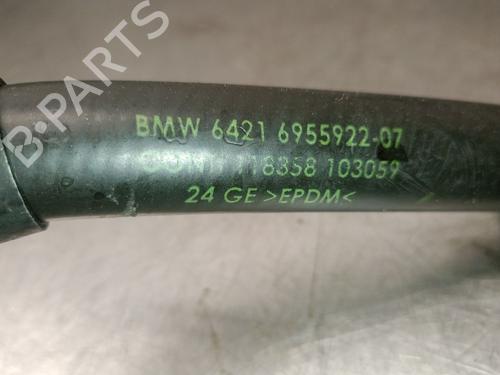 BMW 6421 6955922-07
118358 103059
24 GE >EPDM<
B-Parts